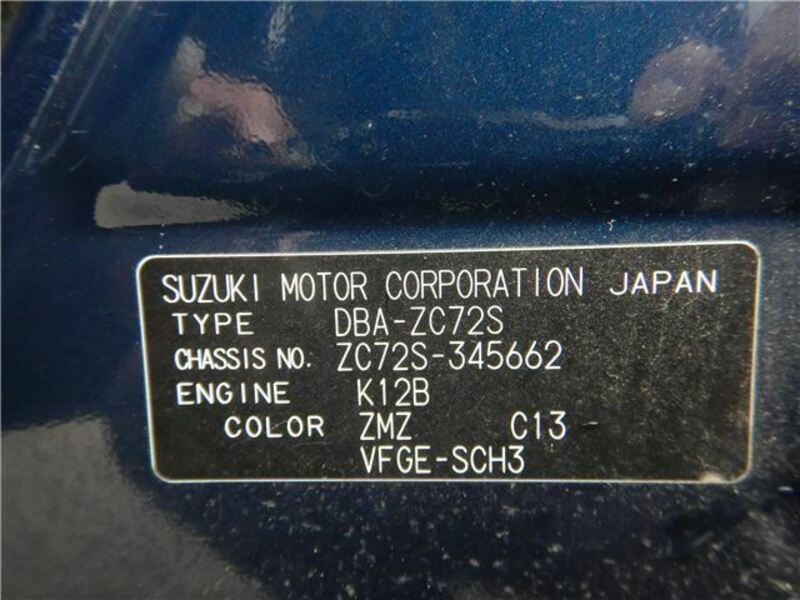 SUZUKI MOTOR CORPORATION JAPAN
TYPE DBA-ZC72S
CHASSIS NO. ZC72S-345662
ENGINE K12B
COLOR ZMZ C13
VFGE-SCH3